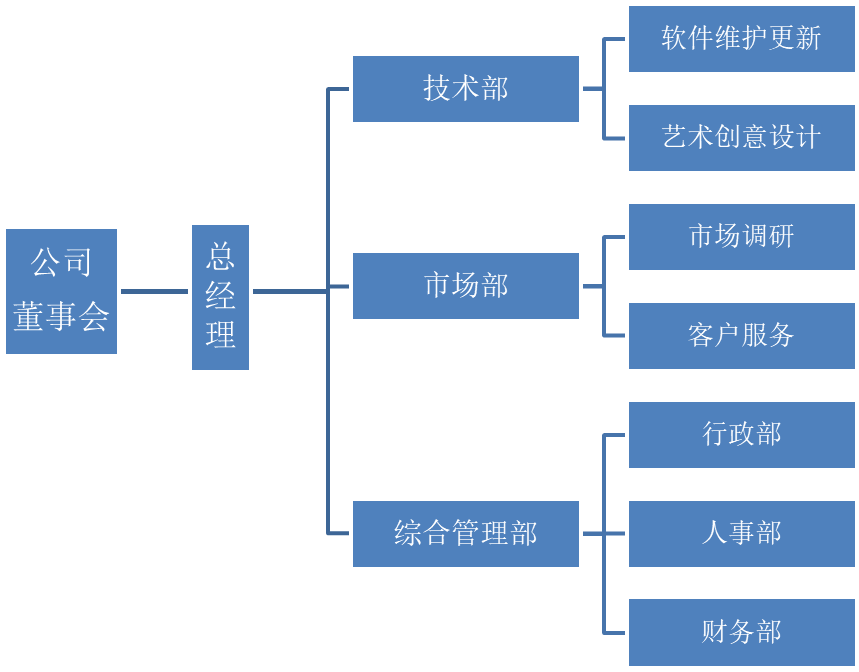 公司
董事会
总
经
理
技术部
软件维护更新
艺术创意设计
市场部
市场调研
客户服务
综合管理部
行政部
人事部
财务部